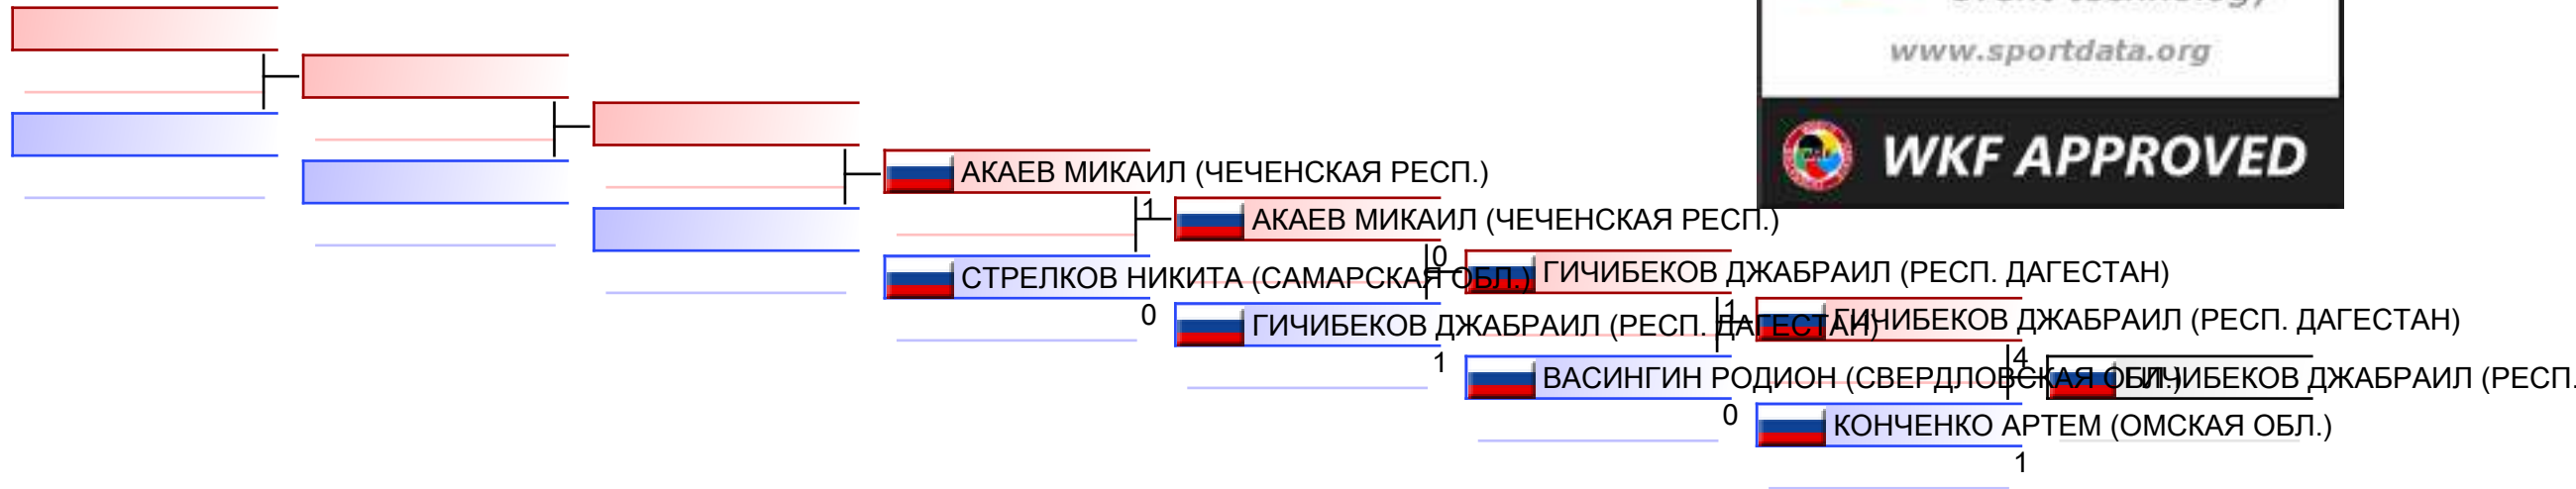 www.sportdata.org
WKF APPROVED
АКАЕВ МИКАИЛ (ЧЕЧЕНСКАЯ РЕСП.)
1
АКАЕВ МИКАИЛ (ЧЕЧЕНСКАЯ РЕСП.)
0
СТРЕЛКОВ НИКИТА (САМАРСКАЯ ОБЛ.)
0
ГИЧИБЕКОВ ДЖАБРАИЛ (РЕСП. ДАГЕСТАН)
1
ГИЧИБЕКОВ ДЖАБРАИЛ (РЕСП. ДАГЕСТАН)
1
ГИЧИБЕКОВ ДЖАБРАИЛ (РЕСП. ДАГЕСТАН)
4
ВАСИНГИН РОДИОН (СВЕРДЛОВСКАЯ ОБЛ.)
0
ГИЧИБЕКОВ ДЖАБРАИЛ (РЕСП.
КОНЧЕНКО АРТЕМ (ОМСКАЯ ОБЛ.)
1